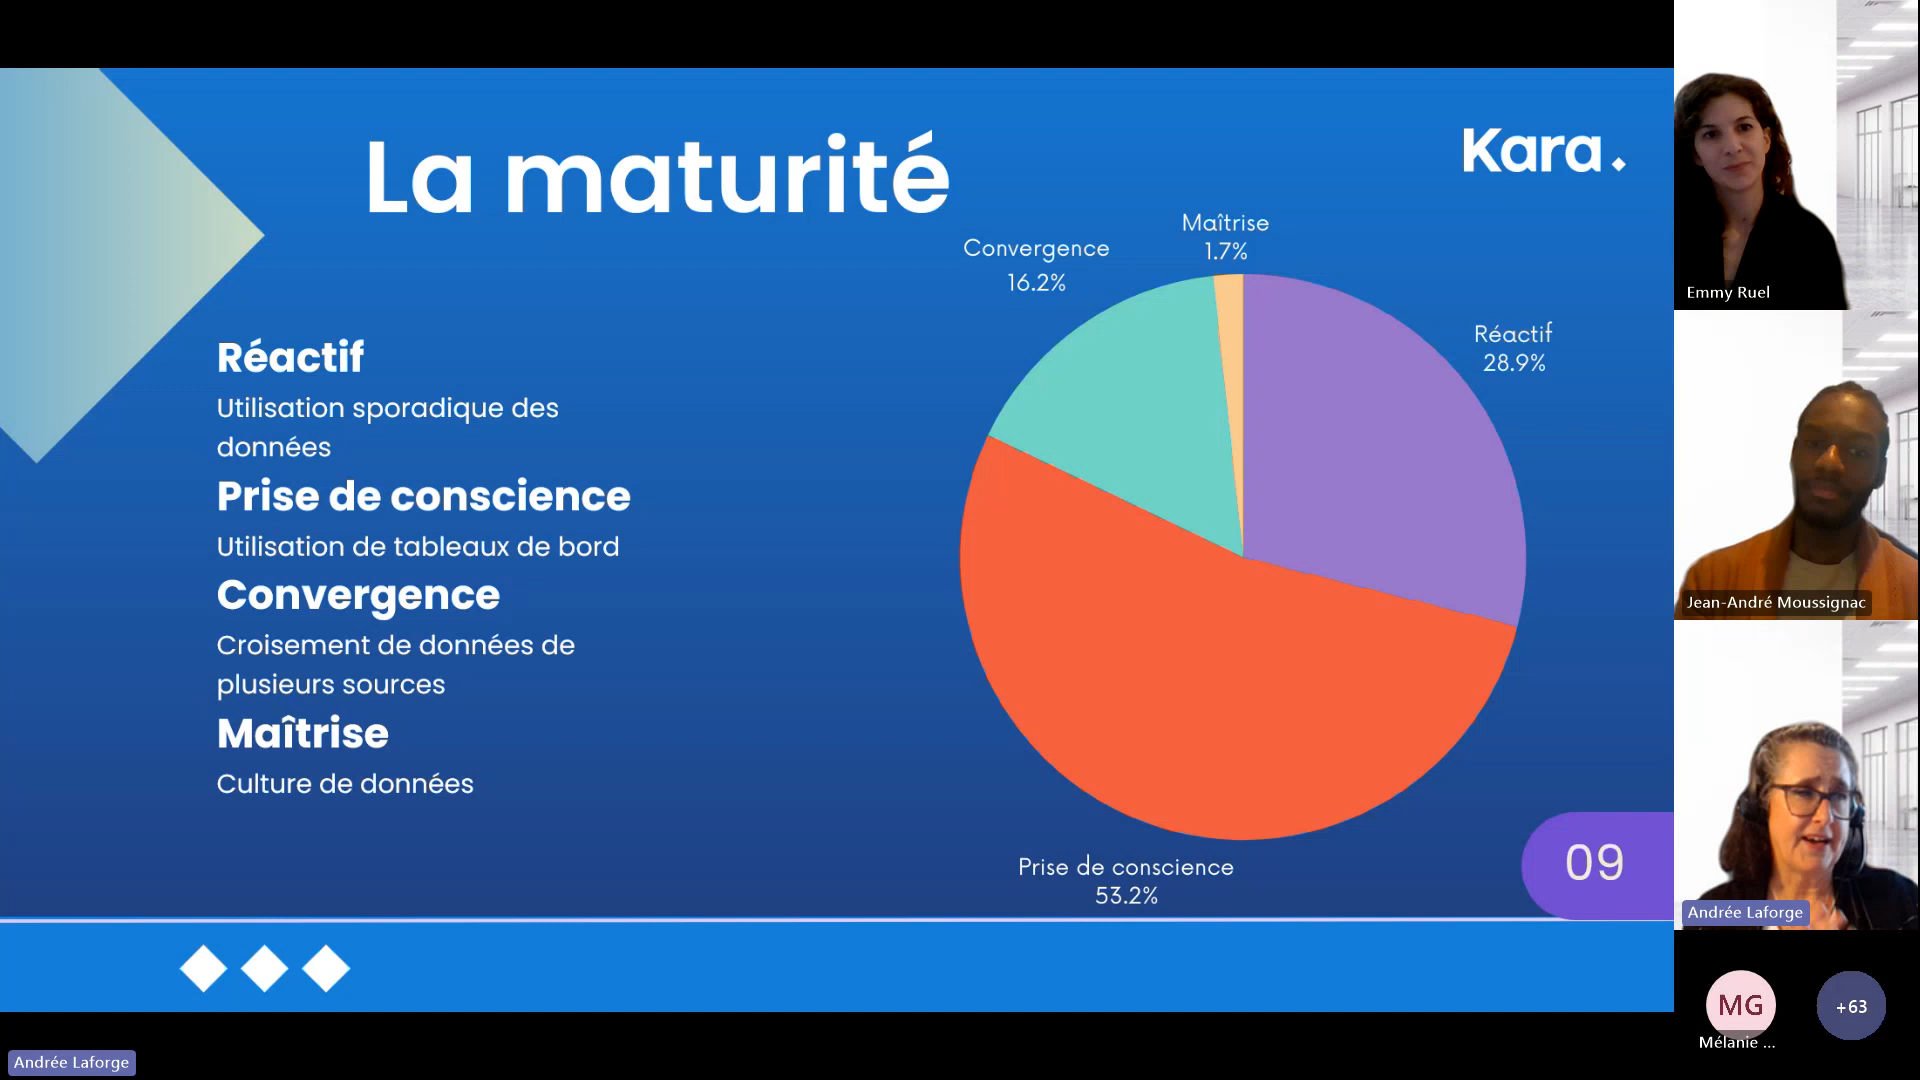 La maturité
Kara.
Réactif
Utilisation sporadique des
données
Prise de conscience
Utilisation de tableaux de bord
Convergence
Croisement de données de
plusieurs sources
Maîtrise
Culture de données
Convergence
16.2%
Maîtrise
1.7%
Réactif
28.9%
Prise de conscience
53.2%
09
Emmy Ruel
Jean-André Moussignac
Andrée Laforge
MG
Mélanie ...
+63
Andrée Laforge